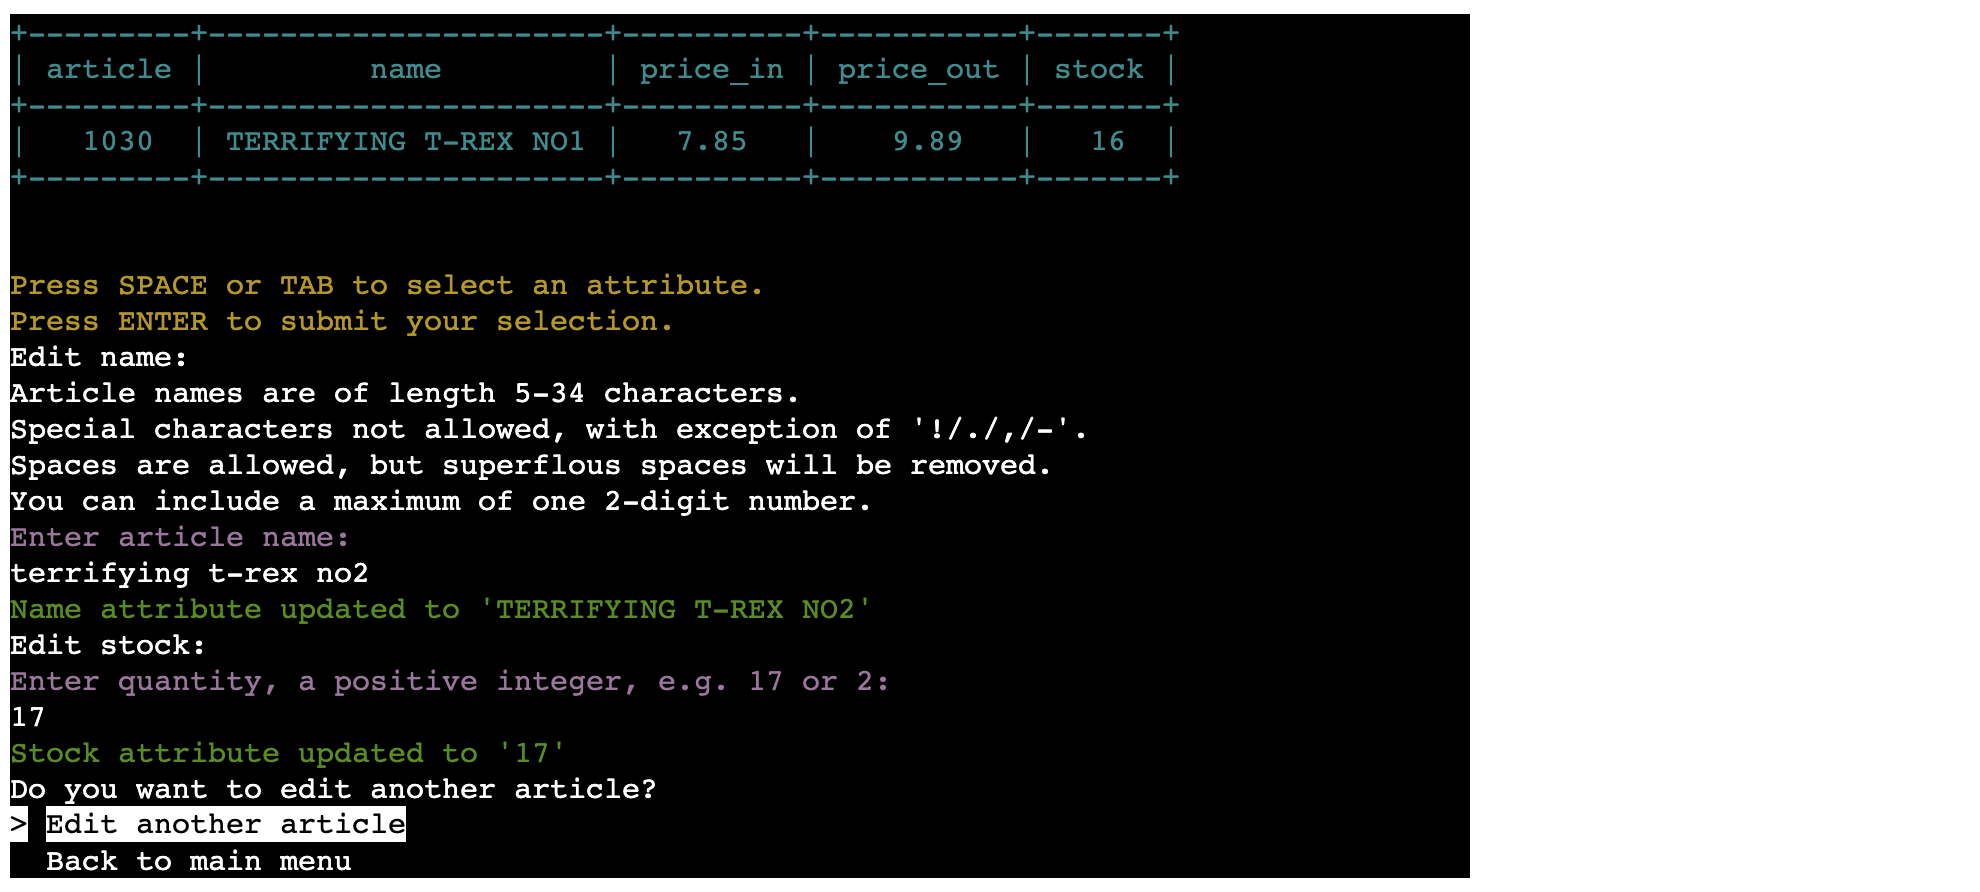 +---------+----------------------+----------+-----------+-------+
| article |         name         | price_in | price_out | stock |
+---------+----------------------+----------+-----------+-------+
|   1030  | TERRIFYING T-REX NO1 |   7.85   |    9.89   |   16  |
+---------+----------------------+----------+-----------+-------+
Press SPACE or TAB to select an attribute.
Press ENTER to submit your selection.
Edit name:
Article names are of length 5-34 characters.
Special characters not allowed, with exception of '!/./,/-'.
Spaces are allowed, but superflous spaces will be removed.
You can include a maximum of one 2-digit number.
Enter article name:
terrifying t-rex no2
Name attribute updated to 'TERRIFYING T-REX NO2'
Edit stock:
Enter quantity, a positive integer, e.g. 17 or 2:
17
Stock attribute updated to '17'
Do you want to edit another article?
> Edit another article
  Back to main menu